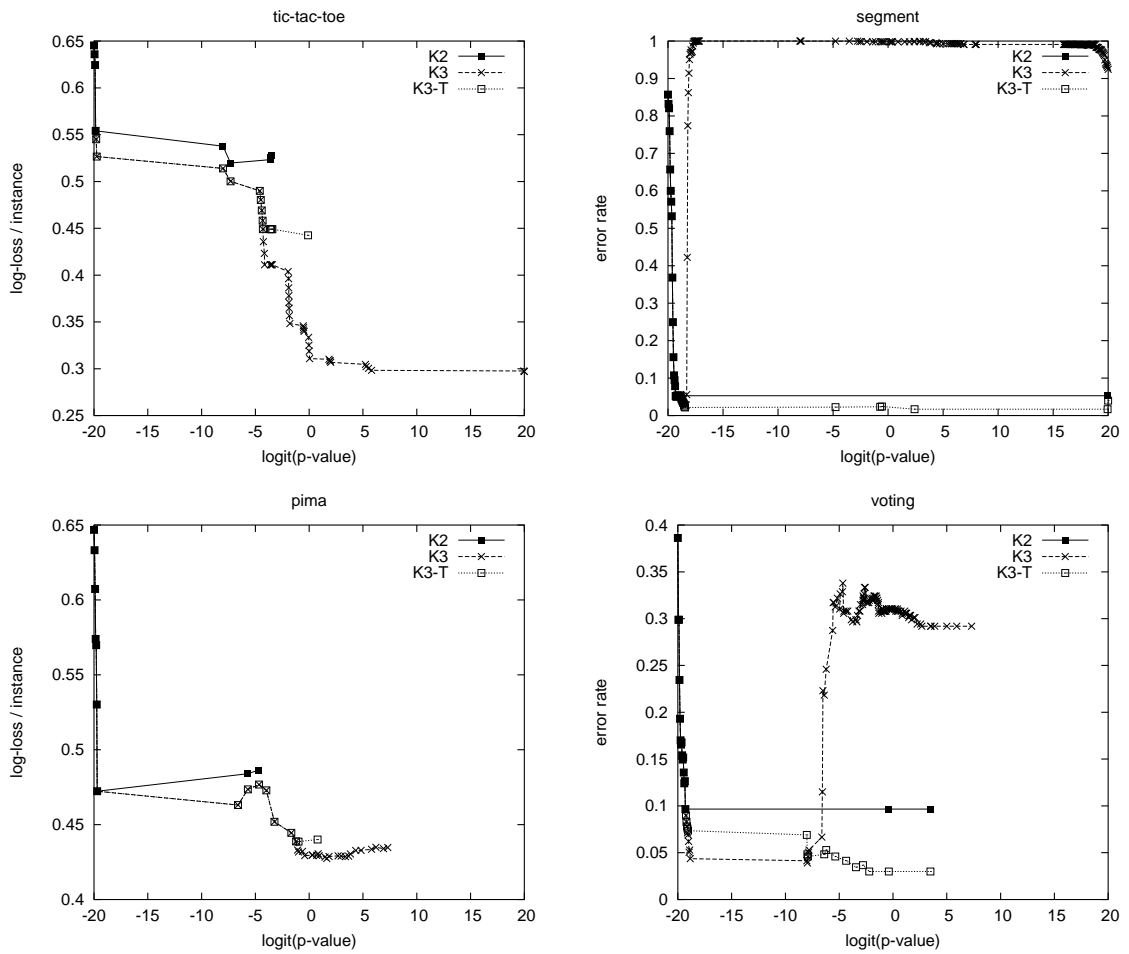 tic-tac-toe
0.65
0.6
0.55
0.5
0.45
0.4
0.35
0.3
0.25
-20 -15 -10 -5 0 5 10 15 20
log-loss / instance
logit(p-value)
K2
K3
K3-T
segment
1
0.9
0.8
0.7
0.6
0.5
0.4
0.3
0.2
0.1
0
-20 -15 -10 -5 0 5 10 15 20
error rate
logit(p-value)
K2
K3
K3-T
pima
0.65
0.6
0.55
0.5
0.45
0.4
-20 -15 -10 -5 0 5 10 15 20
log-loss / instance
logit(p-value)
K2
K3
K3-T
voting
0.4
0.35
0.3
0.25
0.2
0.15
0.1
0.05
0
-20 -15 -10 -5 0 5 10 15 20
error rate
logit(p-value)
K2
K3
K3-T